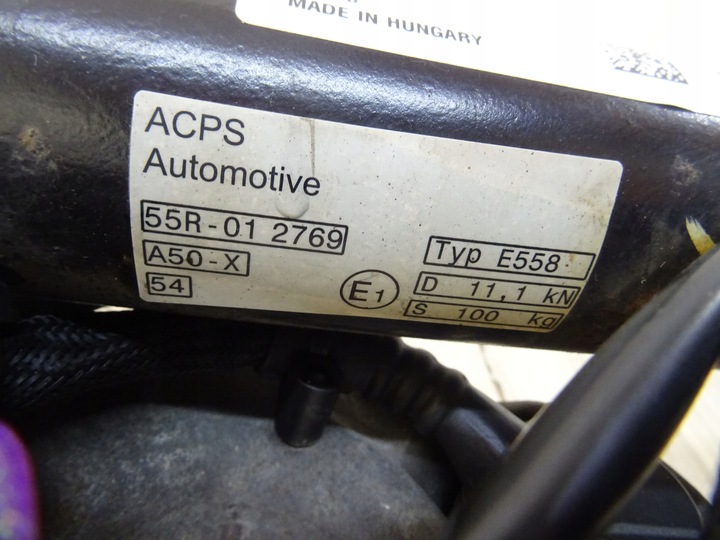 MADE IN HUNGARY
ACPS
Automotive
55R-01 2769
A50-X
54
E1
Typ E558
D 11,1 kN
S 100 kg